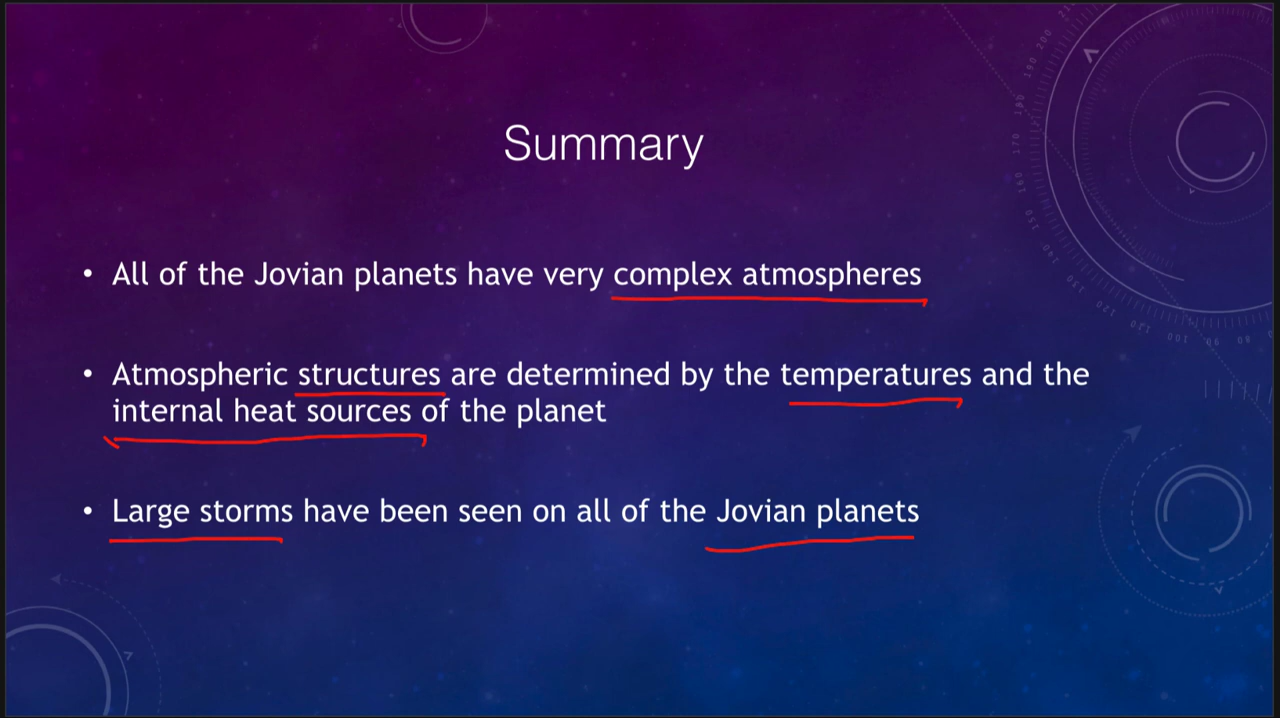 Summary
• All of the Jovian planets have very complex atmospheres
• Atmospheric structures are determined by the temperatures and the
internal heat sources of the planet
• Large storms have been seen on all of the Jovian planets